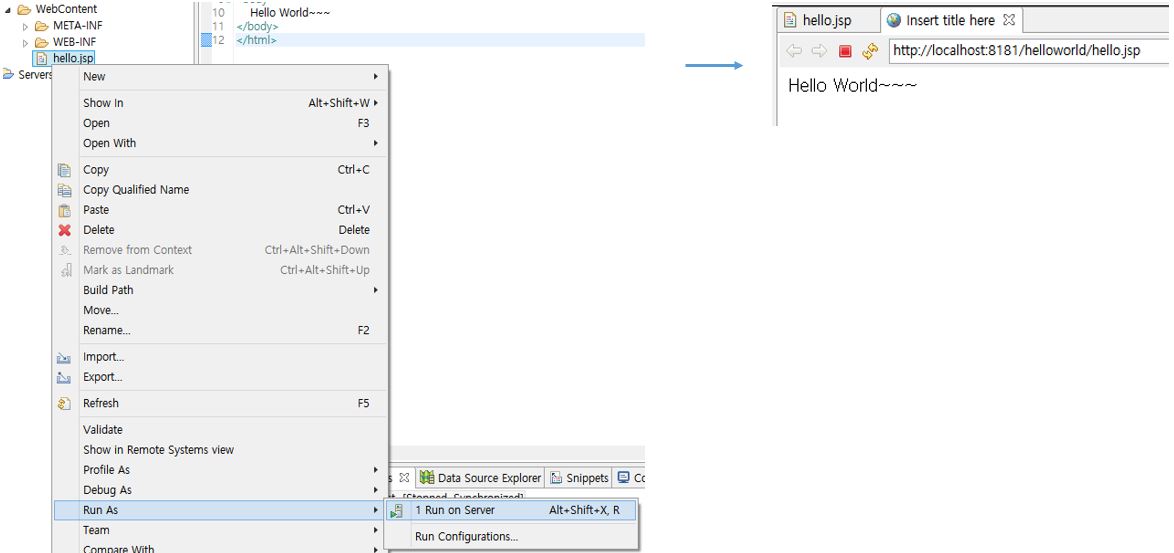 WebContent
META-INF
WEB-INF
hello.jsp
Servers
10 Hello World~~~
11 </body>
12 </html>
New
Show In Alt+Shift+W
Open F3
Open With
Copy Ctrl+C
Copy Qualified Name
Paste Ctrl+V
Delete Delete
Remove from Context Ctrl+Alt+Shift+Down
Mark as Landmark Ctrl+Alt+Shift+Up
Build Path
Move...
Rename... F2
Import...
Export...
Refresh F5
Validate
Show in Remote Systems view
Profile As
Debug As
Run As
Team
Compare With
s Data Source Explorer Snippets Co
[Stopped, Synchronized]
1 Run on Server Alt+Shift+X, R
Run Configurations...
hello.jsp Insert title here
http://localhost:8181/helloworld/hello.jsp
Hello World~~~